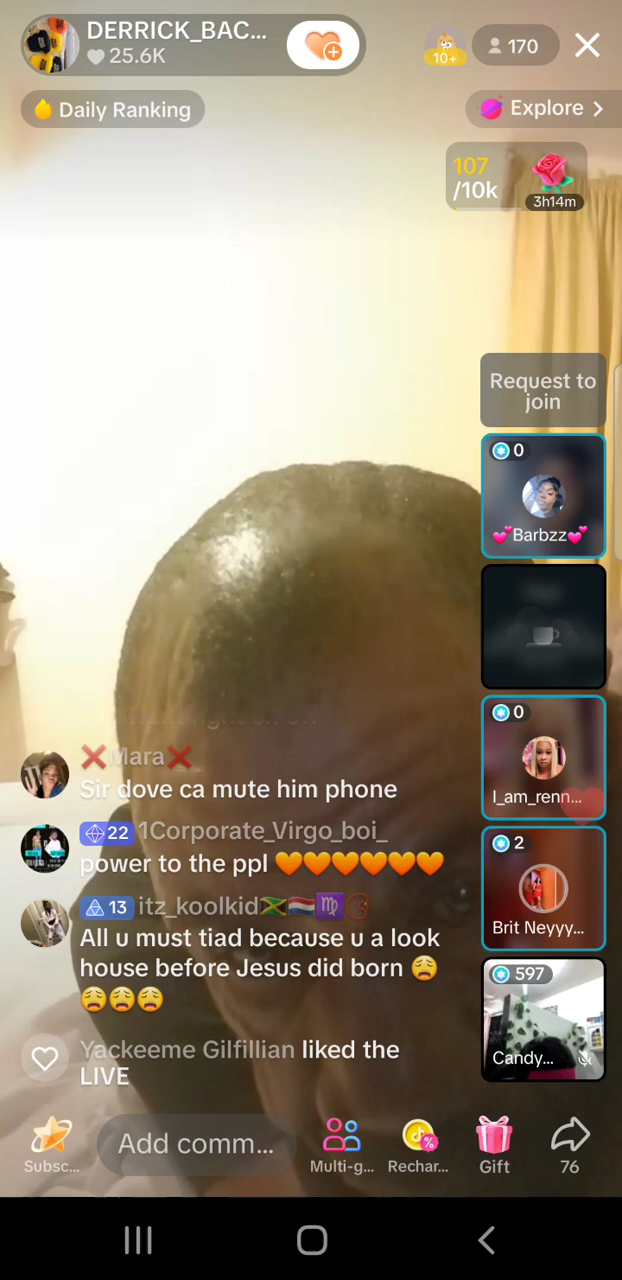 DERRICK_BAC...
25.6K
10+
170
Daily Ranking
Explore
107
/10k
3h14m
Request to
join
0
💕Barbzz💕
0
I_am_renn...
2
Brit Neyyy...
597
Candy...
❌Mara❌
Sir dove ca mute him phone
22 1Corporate_Virgo_boi_
power to the ppl 🧡🧡🧡🧡🧡🧡
13 itz_koolkid🇯🇲🇳🇱♍
All u must tiad because u a look
house before Jesus did born 😩
😩😩😩
Yackeeme Gilfillian liked the
LIVE
Subsc...
Add comm...
Multi-g...
Rechar...
Gift
76